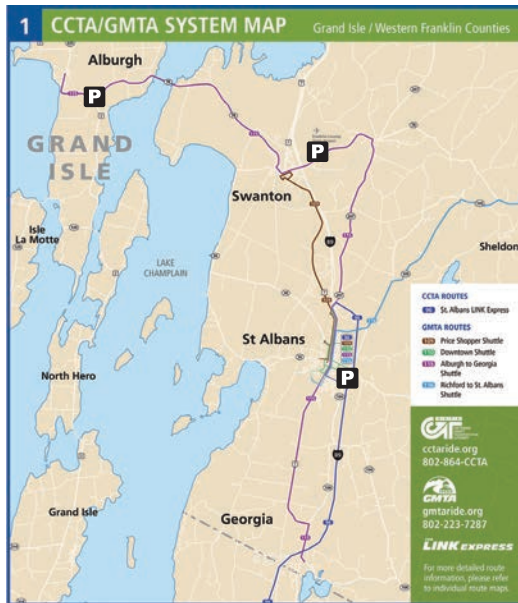 1 CCTA/GMTA SYSTEM MAP Grand Isle / Western Franklin Counties
Alburgh
P
P
GRAND
ISLE
Swanton
Isle
La Motte
LAKE
CHAMPLAIN
Sheldon
CCTA ROUTES
St. Albans LINK Express
GMTA ROUTES
Price Shopper Shuttle
Downtown Shuttle
Alburgh to Georgia
Shuttle
Richford to St. Albans
Shuttle
St Albans
North Hero
P
cctaride.org
802-864-CCTA
GMTA
gmtaride.org
802-223-7287
Grand Isle
Georgia
LINK EXPRESS
For more detailed route
information, please refer
to individual route maps.